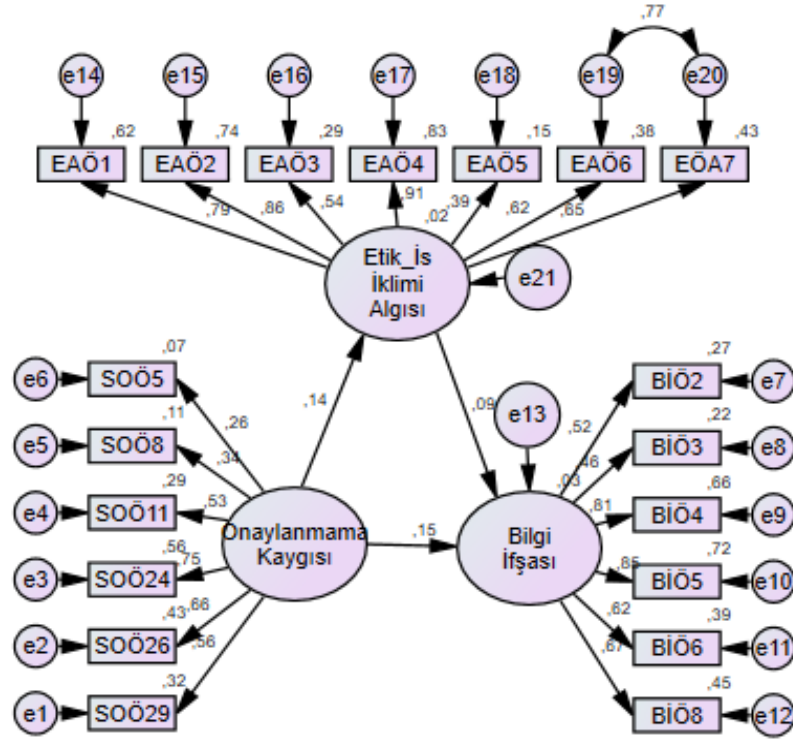 ,77
e14 e15 e16 e17 e18 e19 e20
,62 ,74 ,29 ,83 ,15 ,38 ,43
EAÖ1 EAÖ2 EAÖ3 EAÖ4 EAÖ5 EAÖ6 EÖA7
,79 ,86 ,54 ,91 ,39 ,62 ,65
,02
Etik_İs
İklimi
Algısı
e21
,07
e6 SOÖ5
,11
e5 SOÖ8
,29
e4 SOÖ11
,56
e3 SOÖ24
,43
e2 SOÖ26
,32
e1 SOÖ29
,26
,34
,53
,75
,66
,56
Onaylanmama
Kaygısı
,14
,15
,09
e13
,03
Bilgi
İfşası
,52
,46
,81
,85
,62
,67
,27
BİÖ2 e7
,22
BİÖ3 e8
,66
BİÖ4 e9
,72
BİÖ5 e10
,39
BİÖ6 e11
,45
BİÖ8 e12